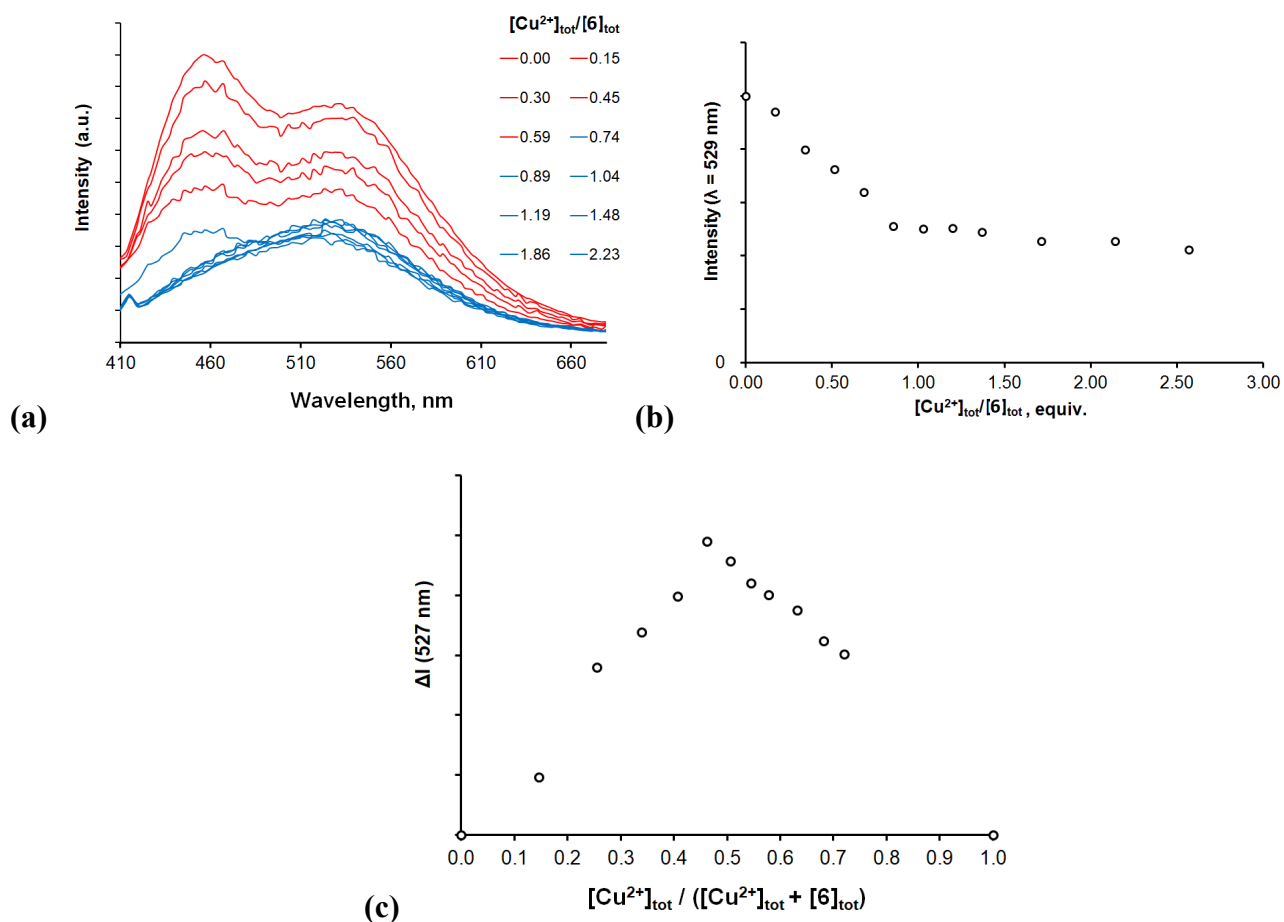 [Cu²⁺]tot/[6]tot
0.00 0.15
0.30 0.45
0.59 0.74
0.89 1.04
1.19 1.48
1.86 2.23
Intensity (a.u.)
410 460 510 560 610 660
Wavelength, nm
(a)
Intensity (λ = 529 nm)
0
0.00 0.50 1.00 1.50 2.00 2.50 3.00
[Cu²⁺]tot/[6]tot , equiv.
(b)
ΔI (527 nm)
0.0 0.1 0.2 0.3 0.4 0.5 0.6 0.7 0.8 0.9 1.0
[Cu²⁺]tot / ([Cu²⁺]tot + [6]tot)
(c)